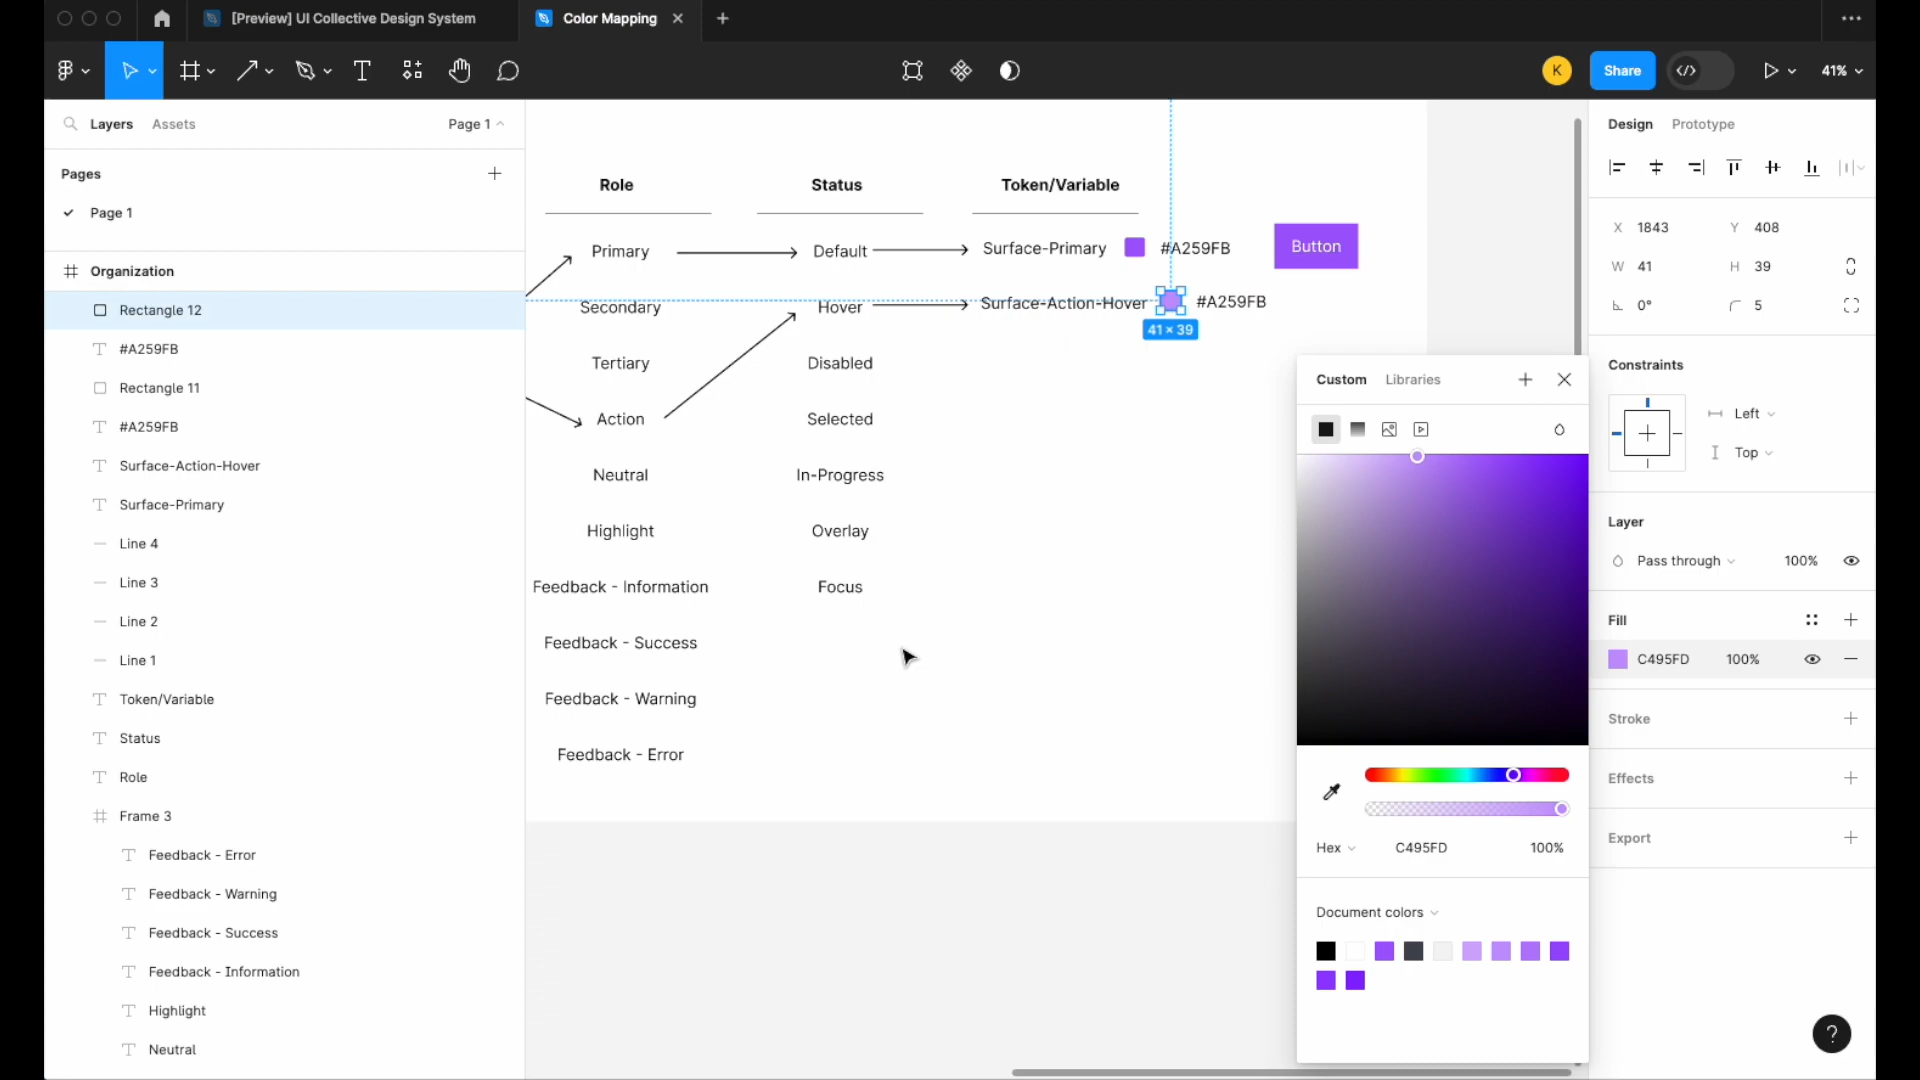 [Preview] UI Collective Design System
Color Mapping
K
Share
41%
Layers
Assets
Page 1
Pages
Page 1
Organization
Rectangle 12
#A259FB
Rectangle 11
#A259FB
Surface-Action-Hover
Surface-Primary
Line 4
Line 3
Line 2
Line 1
Token/Variable
Status
Role
Frame 3
Feedback - Error
Feedback - Warning
Feedback - Success
Feedback - Information
Highlight
Neutral
Role
Status
Token/Variable
Primary
Default
Surface-Primary
#A259FB
Button
Secondary
Hover
Surface-Action-Hover
#A259FB
41 × 39
Tertiary
Disabled
Action
Selected
Neutral
In-Progress
Highlight
Overlay
Feedback - Information
Focus
Feedback - Success
Feedback - Warning
Feedback - Error
Custom
Libraries
Hex
C495FD
100%
Document colors
Design
Prototype
X 1843
Y 408
W 41
H 39
0°
5
Constraints
Left
Top
Layer
Pass through
100%
Fill
C495FD
100%
Stroke
Effects
Export
?